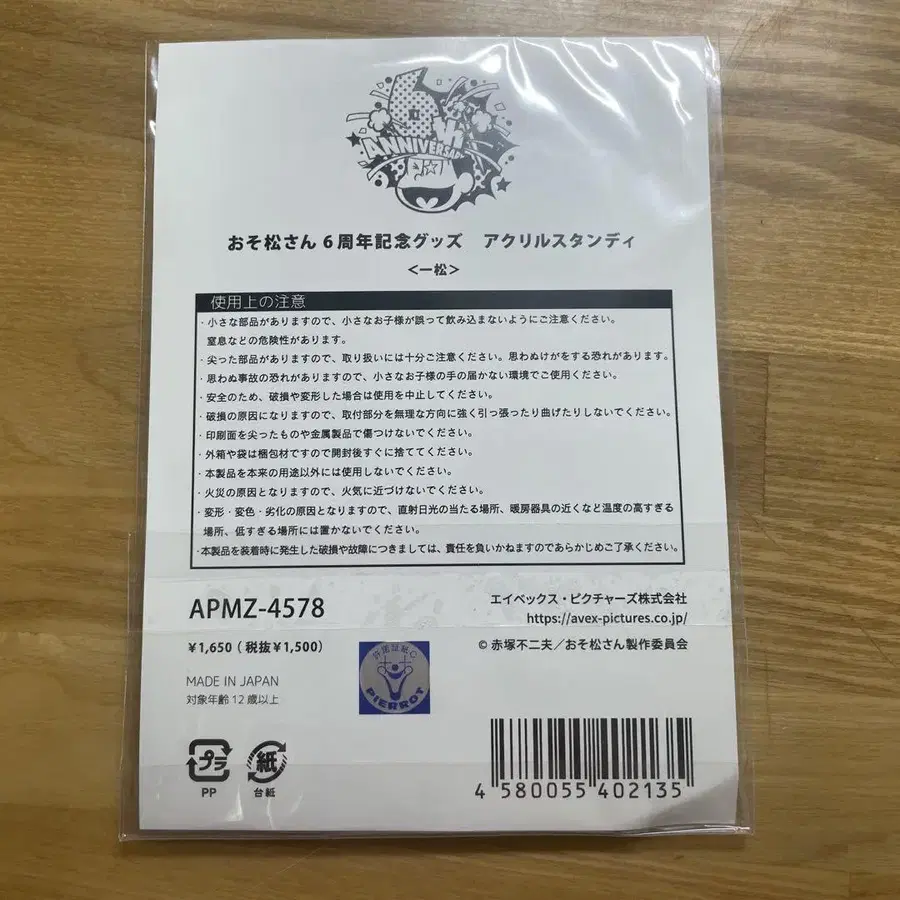 6th
ANNIVERSARY
おそ松さん6周年記念グッズ アクリルスタンディ
<一松>
使用上の注意
・小さな部品がありますので、小さなお子様が誤って飲み込まないようにご注意ください。
窒息などの危険性があります。
・尖った部品がありますので、取り扱いには十分ご注意ください。思わぬけがをする恐れがあります。
・思わぬ事故の恐れがありますので、小さなお子様の手の届かない環境でご使用ください。
・安全のため、破損や変形した場合は使用を中止してください。
・破損の原因になりますので、取付部分を無理な方向に強く引っ張ったり曲げたりしないでください。
・印刷面を尖ったものや金属製品で傷つけないでください。
・外箱や袋は梱包材ですので開封後すぐに捨ててください。
・本製品を本来の用途以外には使用しないでください。
・火災の原因となりますので、火気に近づけないでください。
・変形・変色・劣化の原因となりますので、直射日光の当たる場所、暖房器具の近くなど温度の高すぎる
場所、低すぎる場所には置かないでください。
・本製品を装着時に発生した破損や故障につきましては、責任を負いかねますのであらかじめご了承ください。
APMZ-4578
エイベックス・ピクチャーズ株式会社
https://avex-pictures.co.jp/
¥1,650(税抜¥1,500)
©赤塚不二夫/おそ松さん製作委員会
MADE IN JAPAN
対象年齢12歳以上
許諾証紙C
PIERROT
プラ
PP
紙
台紙
4 580055 402135